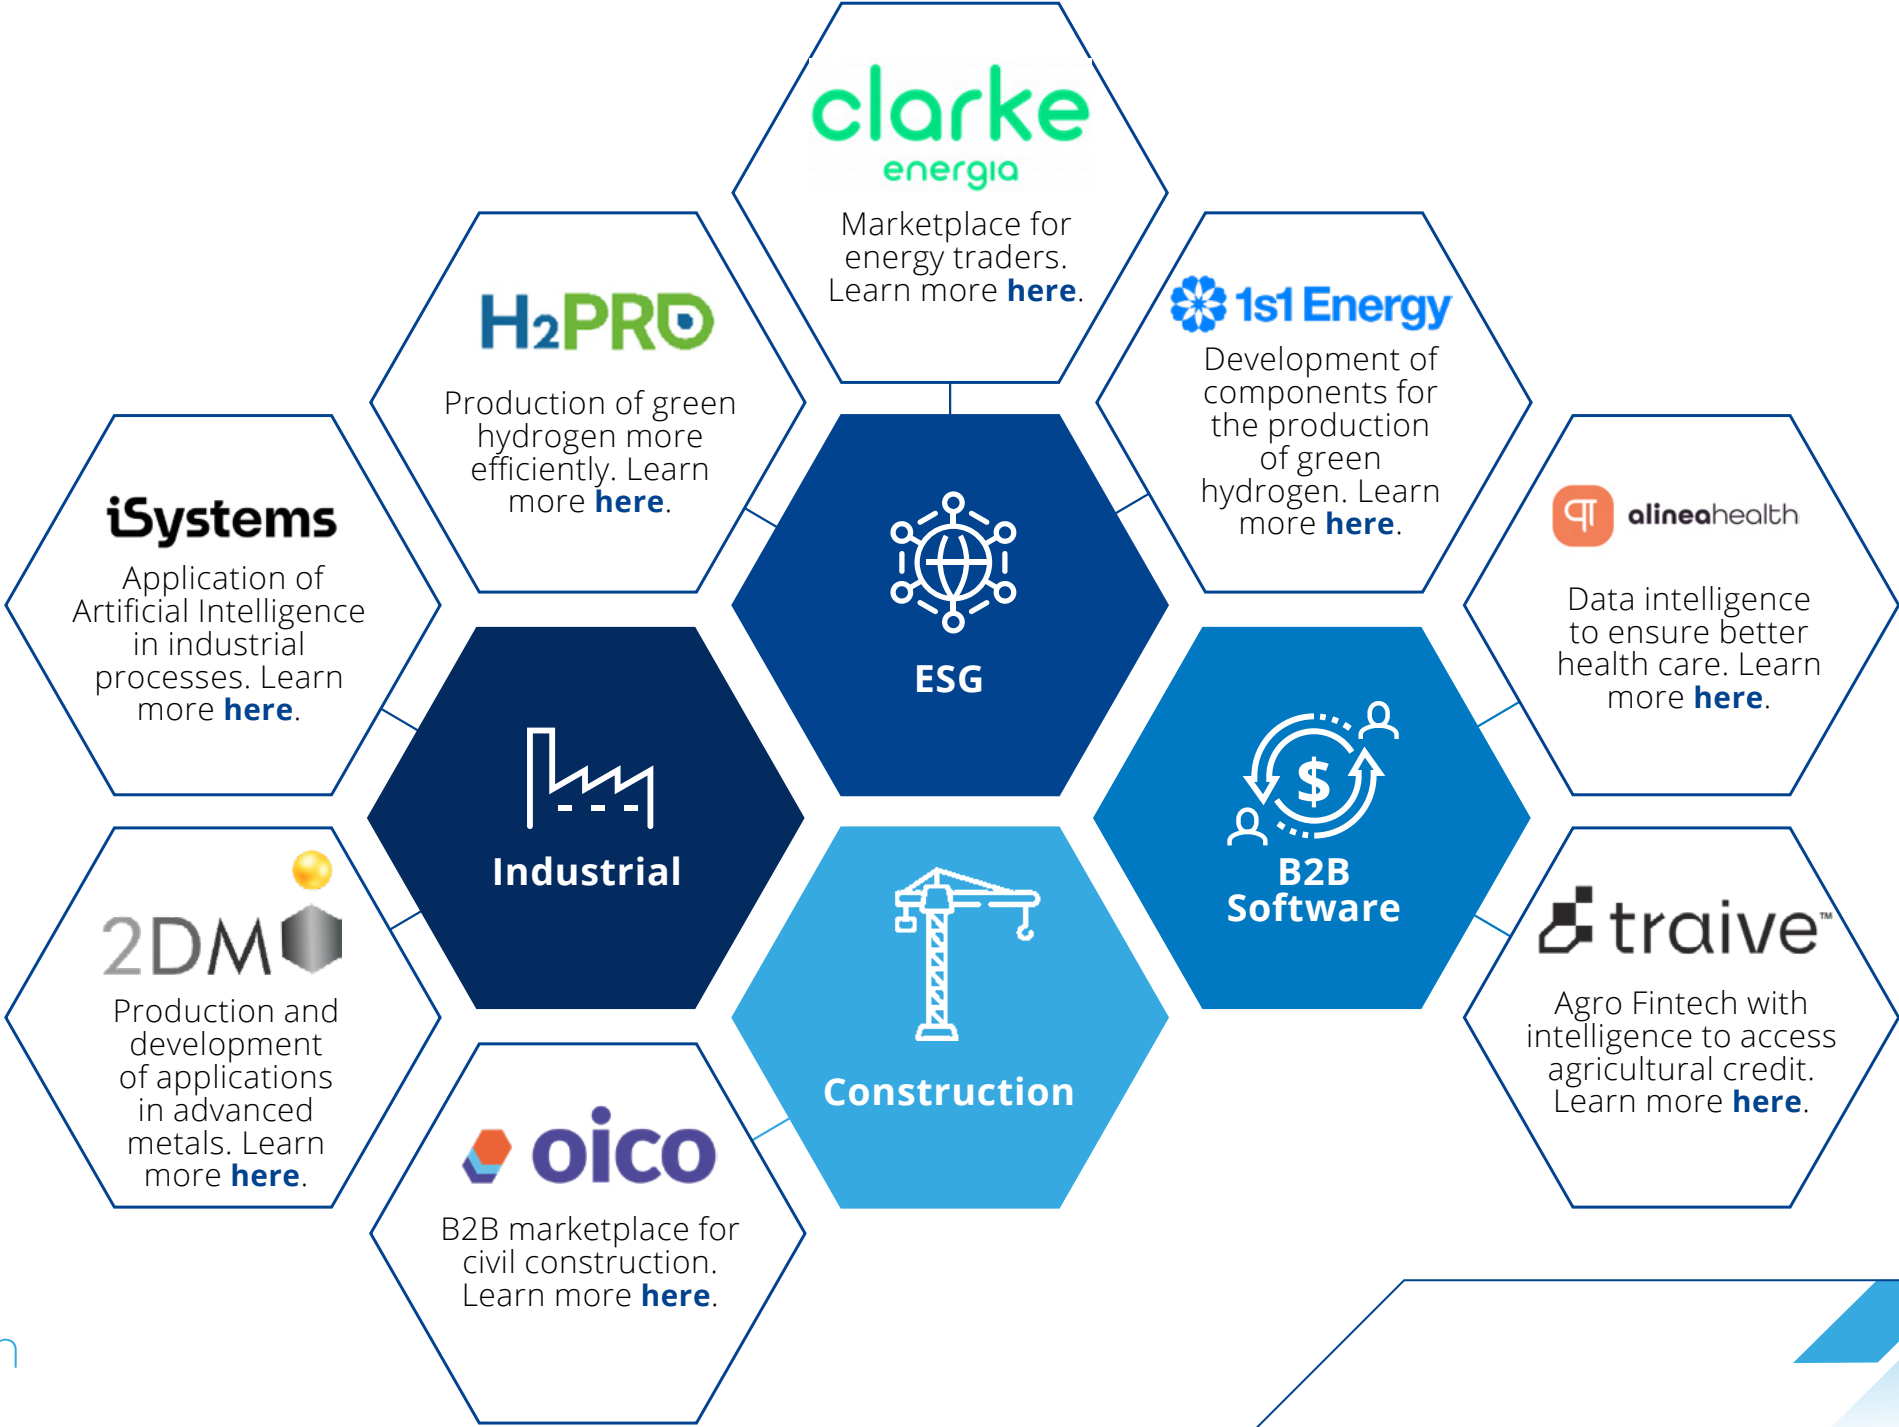 clarke
energia
Marketplace for
energy traders.
Learn more here.
H2PRO
Production of green
hydrogen more
efficiently. Learn
more here.
1s1 Energy
Development of
components for
the production
of green
hydrogen. Learn
more here.
iSystems
Application of
Artificial Intelligence
in industrial
processes. Learn
more here.
alineahealth
Data intelligence
to ensure better
health care. Learn
more here.
ESG
Industrial
$
B2B
Software
2DM
Production and
development
of applications
in advanced
metals. Learn
more here.
Construction
traive™
Agro Fintech with
intelligence to access
agricultural credit.
Learn more here.
oico
B2B marketplace for
civil construction.
Learn more here.